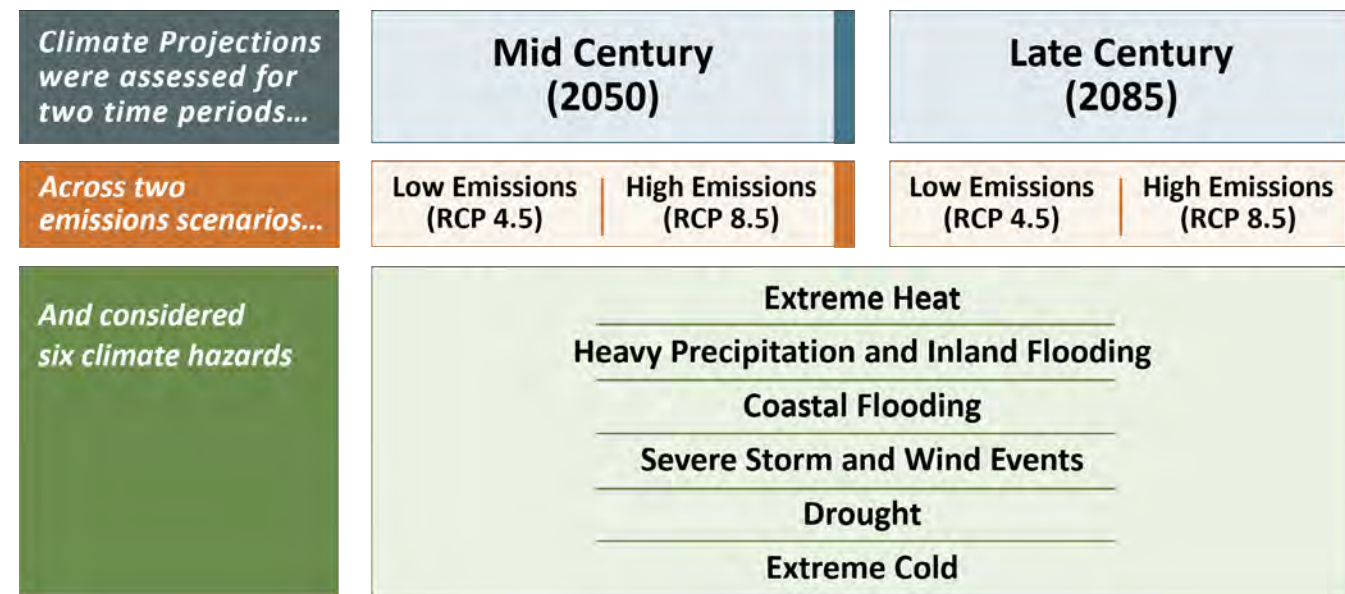 Climate Projections
were assessed for
two time periods...
Mid Century
(2050)
Late Century
(2085)
Across two
emissions scenarios...
Low Emissions
(RCP 4.5)
High Emissions
(RCP 8.5)
Low Emissions
(RCP 4.5)
High Emissions
(RCP 8.5)
And considered
six climate hazards
Extreme Heat
Heavy Precipitation and Inland Flooding
Coastal Flooding
Severe Storm and Wind Events
Drought
Extreme Cold